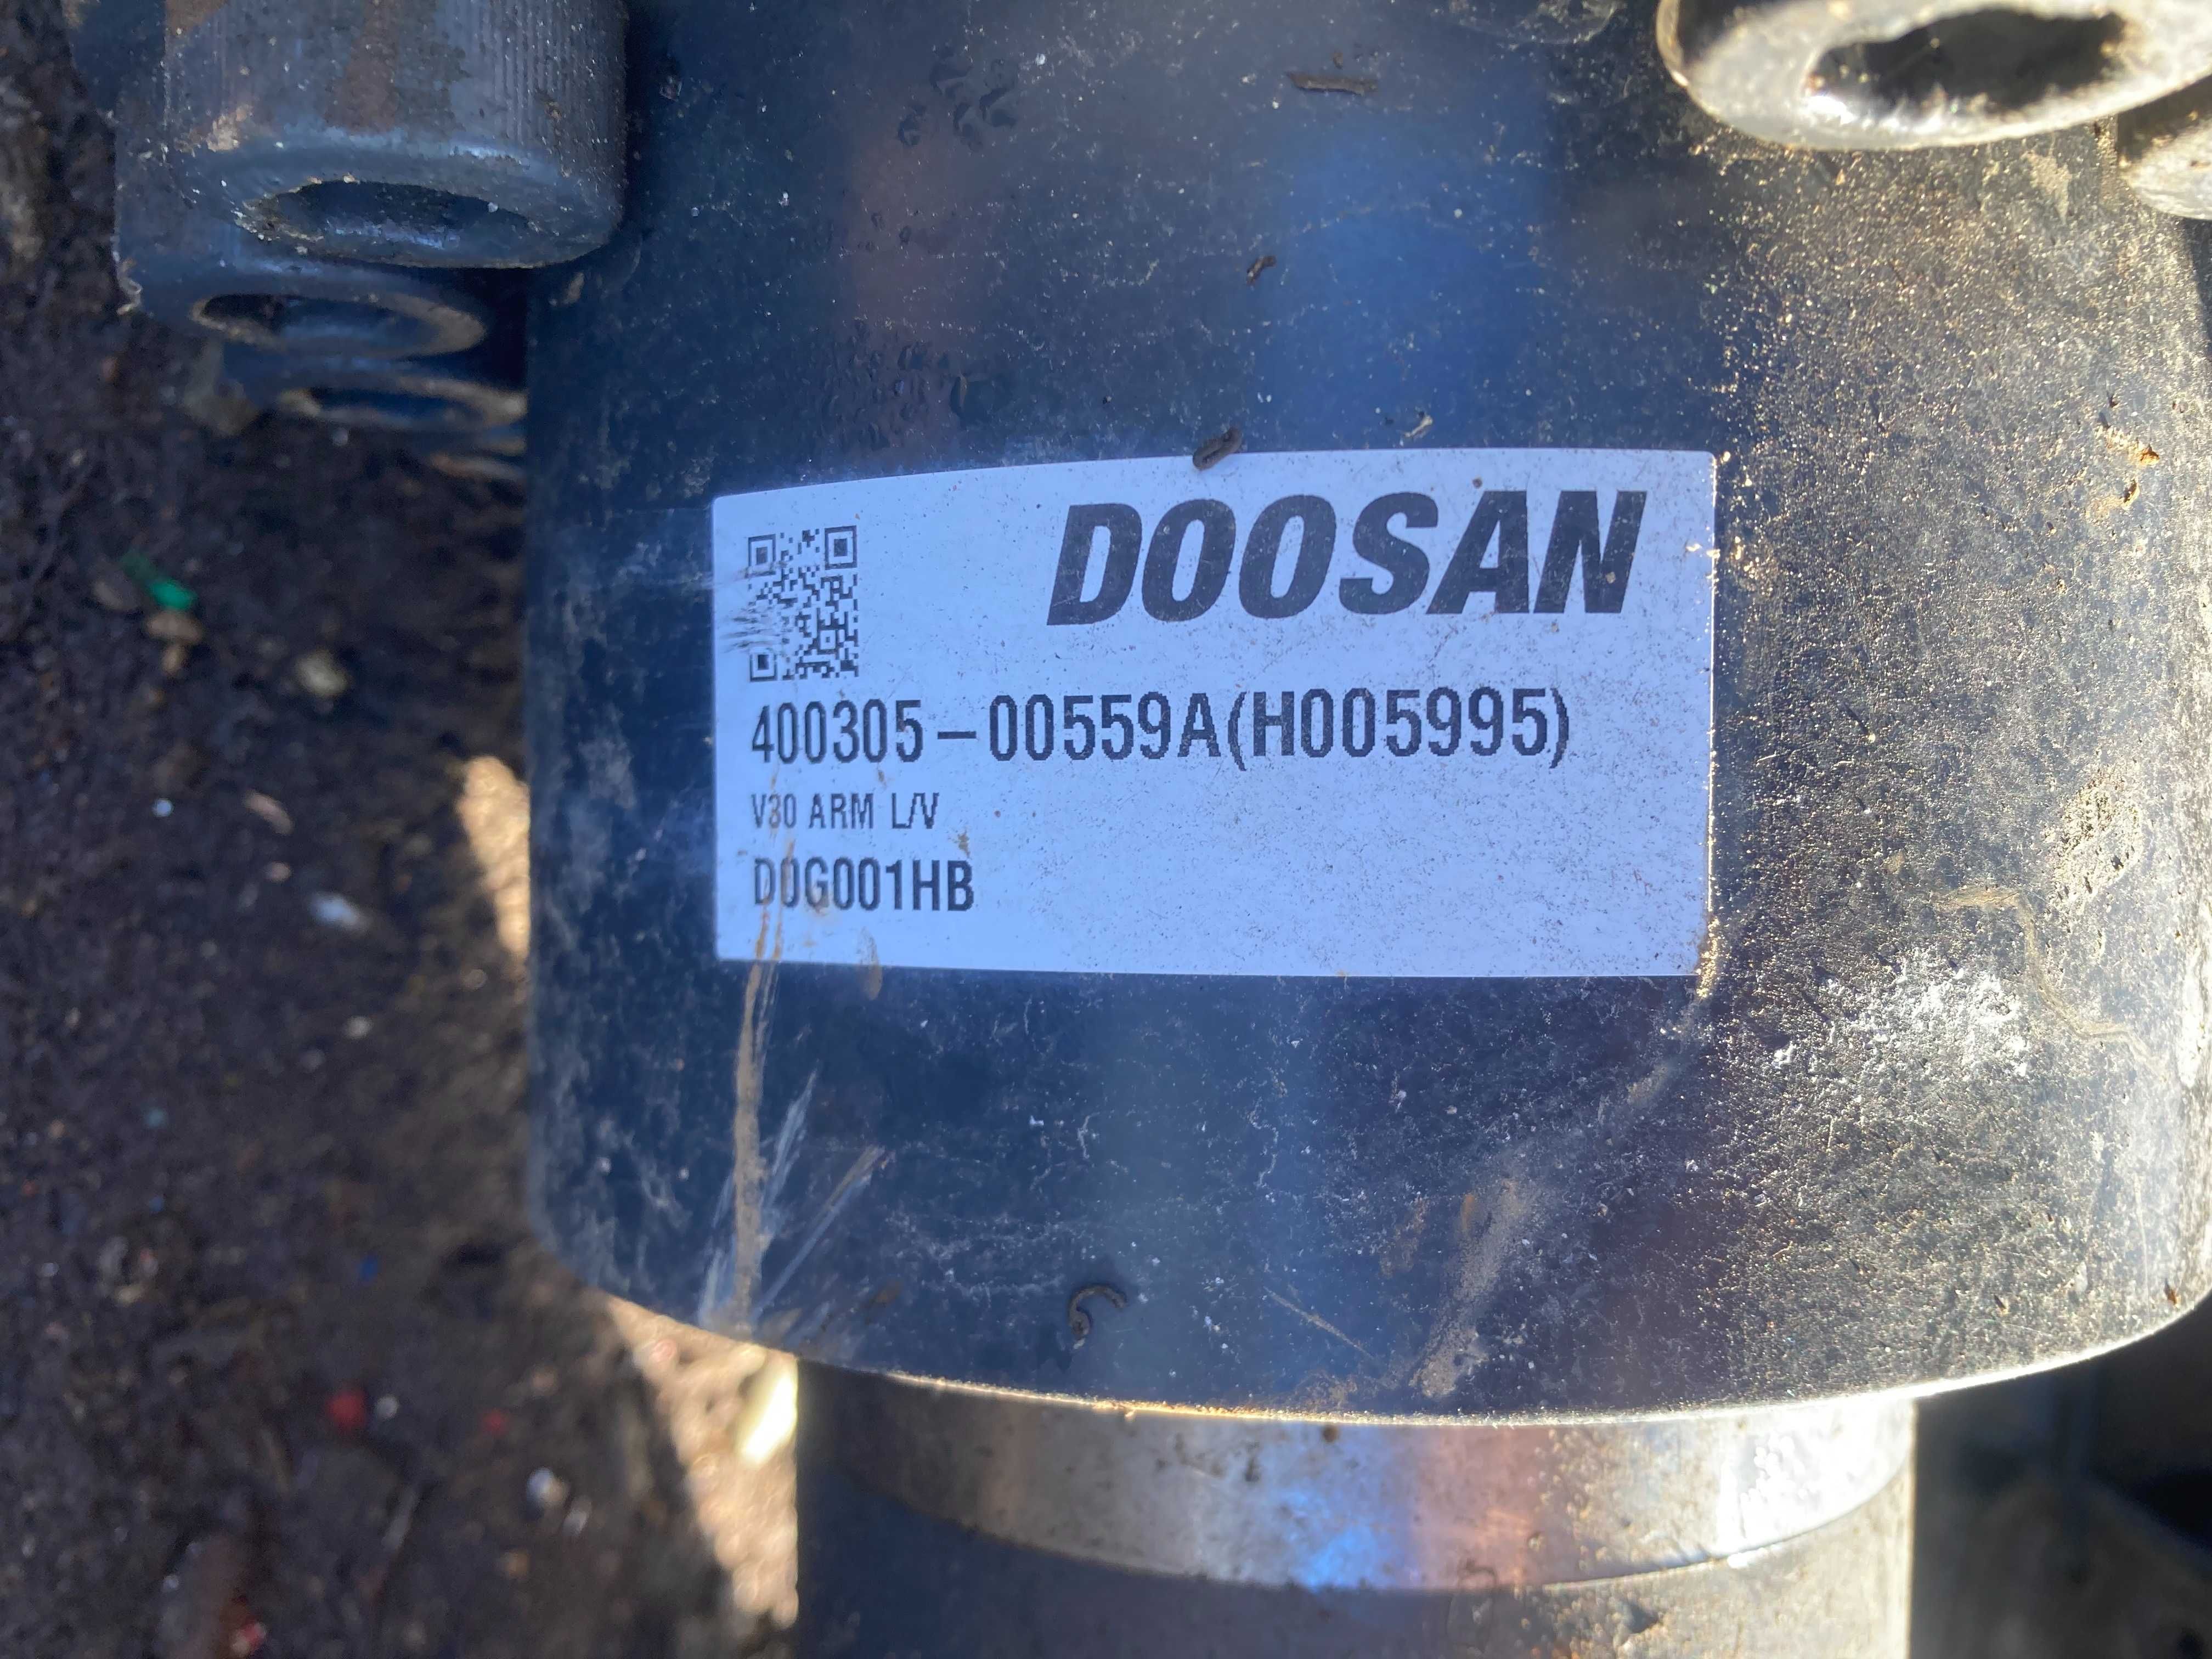 DOOSAN
400305-00559A(H005995)
V30 ARM L/V
D0G001HB